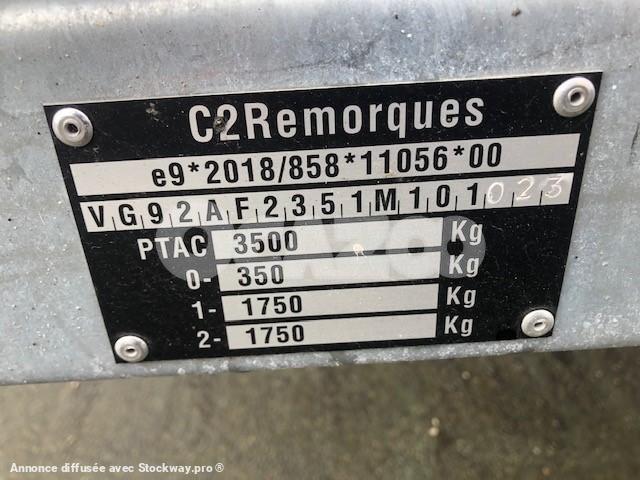 C2Remorques
e9*2018/858*11056*00
VG92AF2351M101023
PTAC 3500 Kg
0- 350 Kg
1- 1750 Kg
2- 1750 Kg
Annonce diffusée avec Stockway.pro®